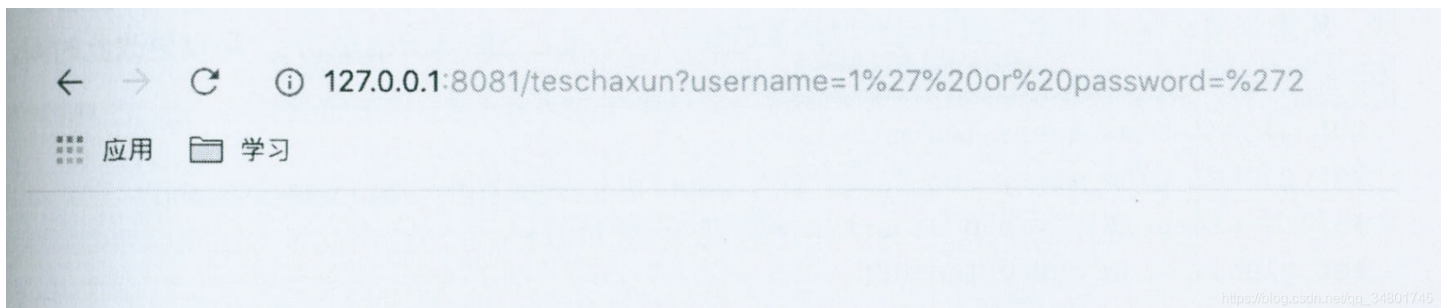 127.0.0.1:8081/teschaxun?username=1%27%20or%20password=%272
应用 学习
https://blog.csdn.net/qq_34801745